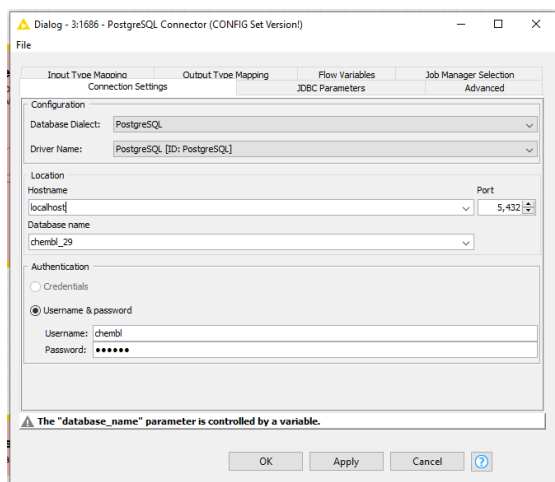 Dialog - 3:1686 - PostgreSQL Connector (CONFIG Set Version!)
File
Input Type Mapping Output Type Mapping Flow Variables Job Manager Selection
Connection Settings JDBC Parameters Advanced
Configuration
Database Dialect: PostgreSQL
Driver Name: PostgreSQL [ID: PostgreSQL]
Location
Hostname Port
localhost 5,432
Database name
chembl_29
Authentication
Credentials
Username & password
Username: chembl
Password: ●●●●●●
The "database_name" parameter is controlled by a variable.
OK Apply Cancel ?